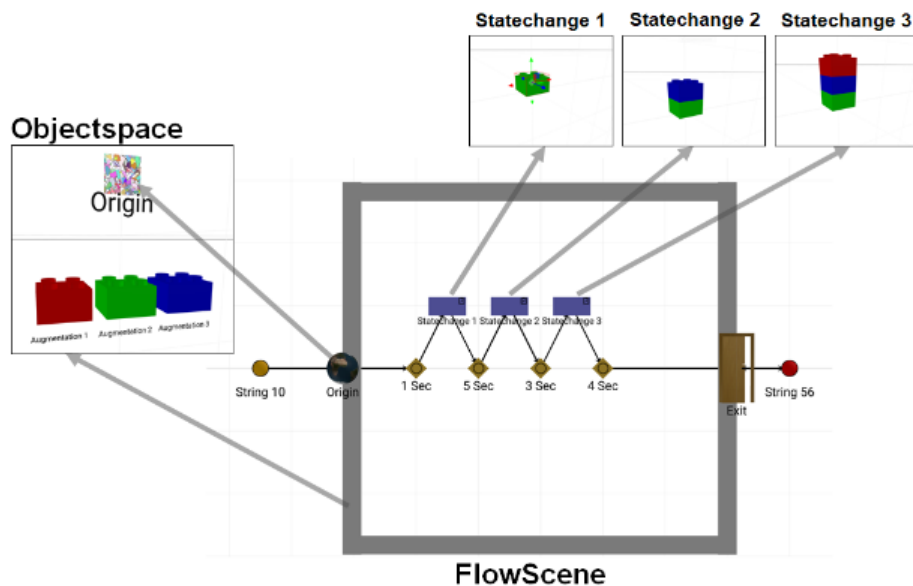 Statechange 1
Statechange 2
Statechange 3
Objectspace
Origin
Augmentation 1
Augmentation 2
Augmentation 3
Statechange 1
Statechange 2
Statechange 3
String 10
Origin
1 Sec
5 Sec
3 Sec
4 Sec
Exit
String 56
FlowScene